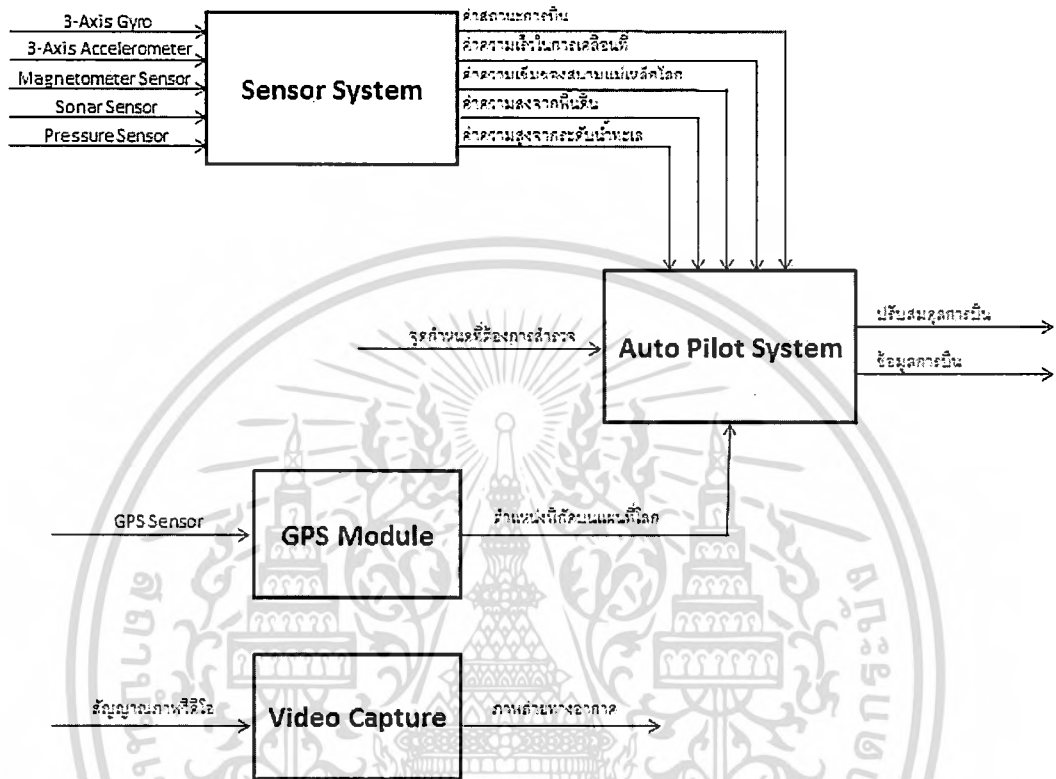 3-Axis Gyro
3-Axis Accelerometer
Magnetometer Sensor
Sonar Sensor
Pressure Sensor
Sensor System
ค่าสถานะการบิน
ค่าความเร็วในการเคลื่อนที่
ค่าความเข้มของสนามแม่เหล็กโลก
ค่าความสูงจากพื้นดิน
ค่าความสูงจากระดับน้ำทะเล
จุดกำหนดที่ต้องการสำรวจ
Auto Pilot System
ปรับสมดุลการบิน
ข้อมูลการบิน
GPS Sensor
GPS Module
ตำแหน่งพิกัดบนแผนที่โลก
สัญญาณภาพวีดีโอ
Video Capture
ภาพถ่ายทางอากาศ